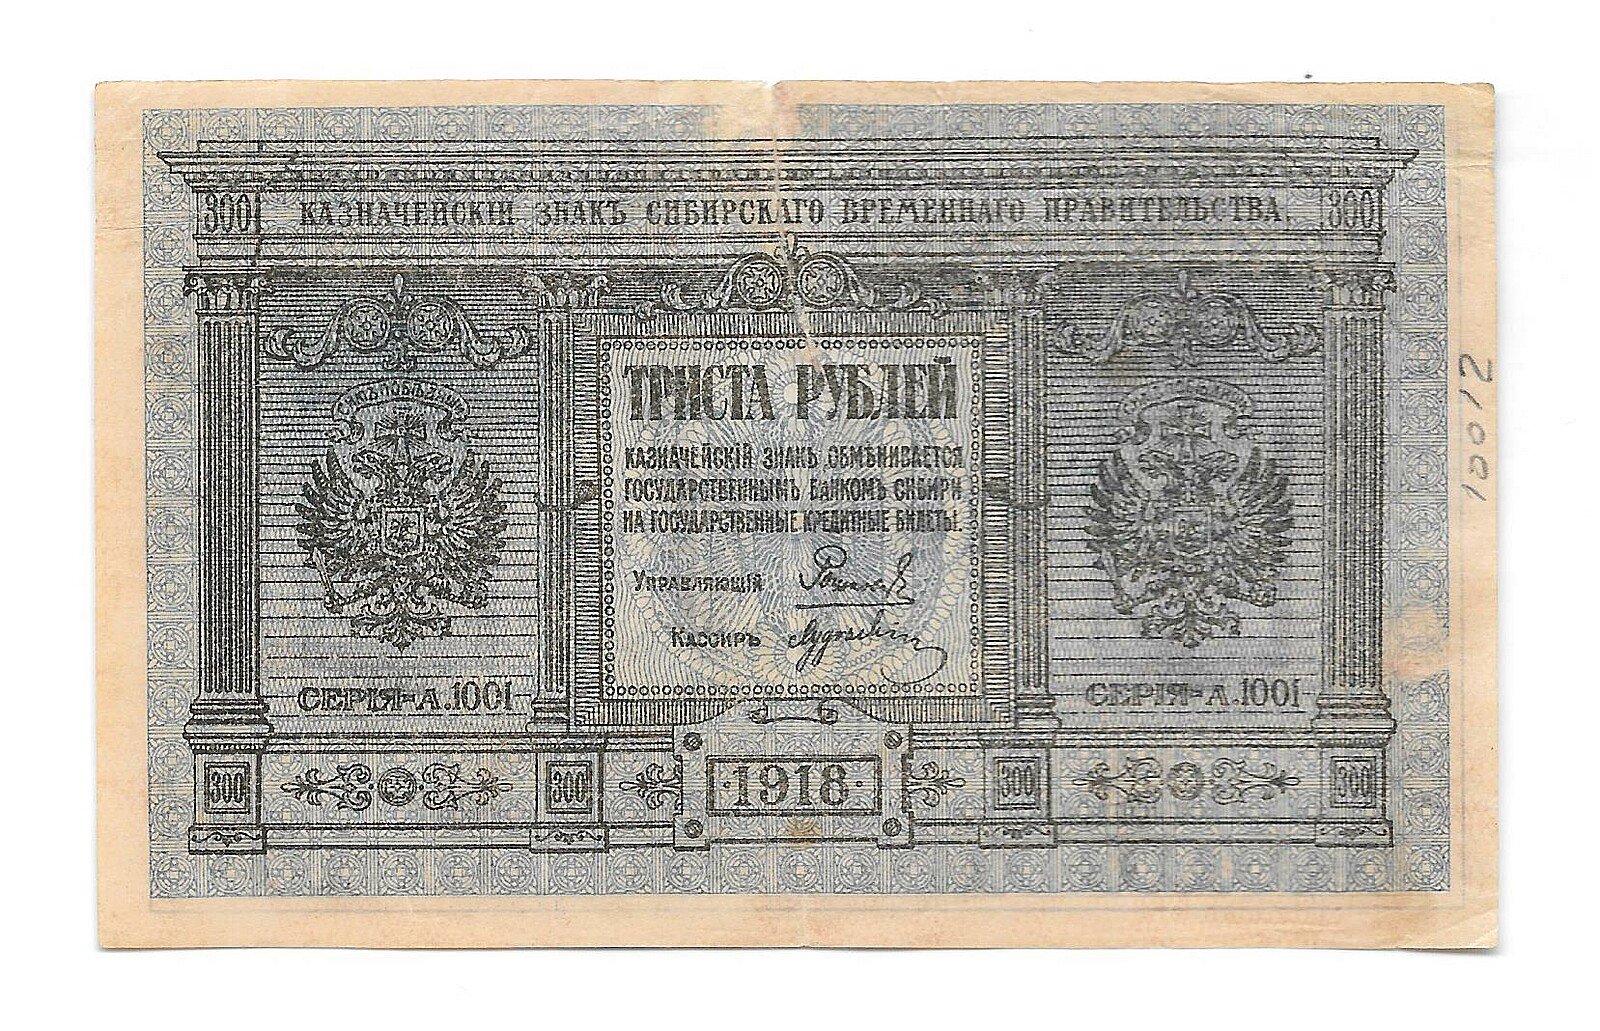 300 КАЗНАЧЕЙСКІЙ ЗНАКЪ СИБИРСКАГО ВРЕМЕННАГО ПРАВИТЕЛЬСТВА. 300
ТРИСТА РУБЛЕЙ
КАЗНАЧЕЙСКІЙ ЗНАКЪ ОБМѢНИВАЕТСЯ
ГОСУДАРСТВЕННЫМЪ БАНКОМЪ СИБИРИ
НА ГОСУДАРСТВЕННЫЕ КРЕДИТНЫЕ БИЛЕТЫ.
УПРАВЛЯЮЩІЙ
КАССИРЪ
СЕРІЯ-А.1001
СЕРІЯ-А.1001
300 300 ·1918· 300 300
10012